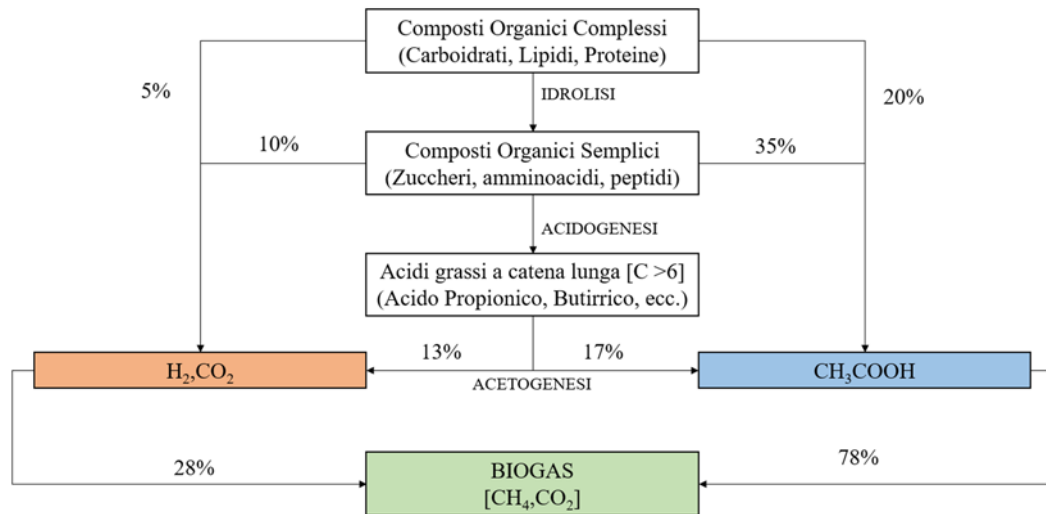 Composti Organici Complessi
(Carboidrati, Lipidi, Proteine)
5%
20%
IDROLISI
10%
Composti Organici Semplici
(Zuccheri, amminoacidi, peptidi)
35%
ACIDOGENESI
Acidi grassi a catena lunga [C >6]
(Acido Propionico, Butirrico, ecc.)
13%
17%
H₂,CO₂
ACETOGENESI
CH₃COOH
28%
BIOGAS
[CH₄,CO₂]
78%